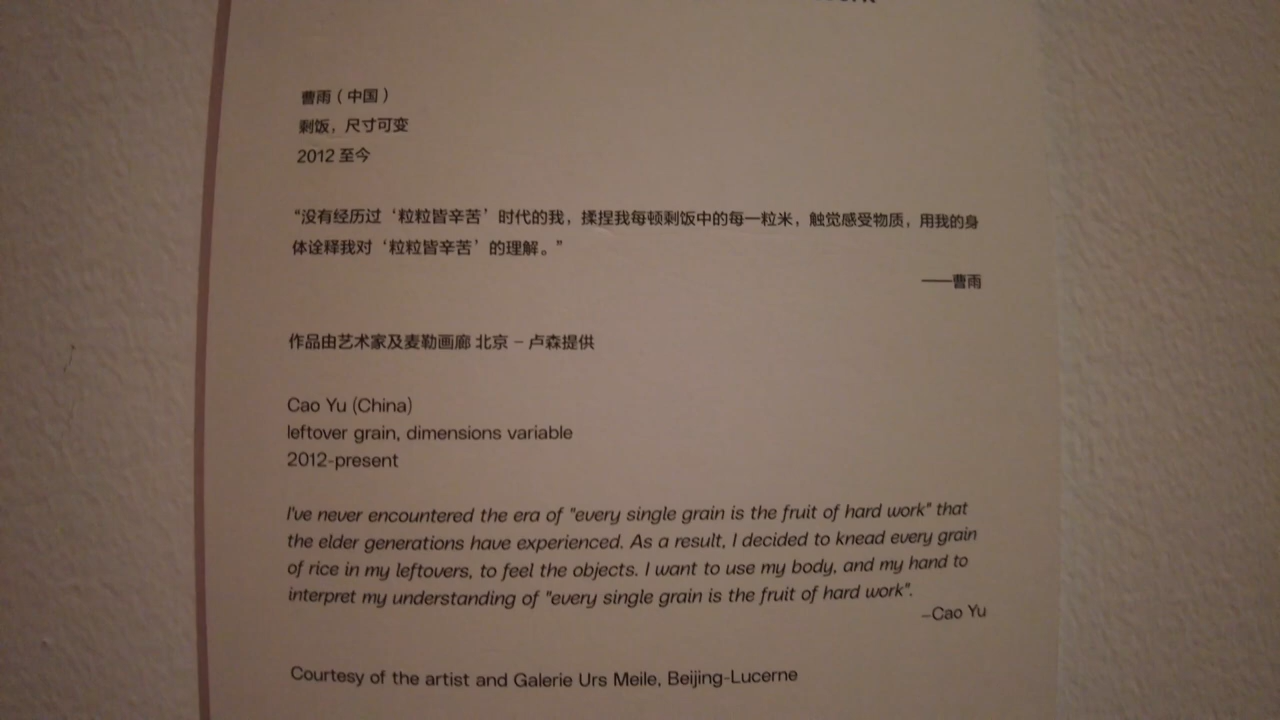 曹雨（中国）
剩饭，尺寸可变
2012 至今
“没有经历过‘粒粒皆辛苦’时代的我，揉捏我每顿剩饭中的每一粒米，触觉感受物质，用我的身
体诠释我对‘粒粒皆辛苦’的理解。”
——曹雨
作品由艺术家及麦勒画廊 北京 – 卢森提供
Cao Yu (China)
leftover grain, dimensions variable
2012-present
I've never encountered the era of "every single grain is the fruit of hard work" that
the elder generations have experienced. As a result, I decided to knead every grain
of rice in my leftovers, to feel the objects. I want to use my body, and my hand to
interpret my understanding of "every single grain is the fruit of hard work".
–Cao Yu
Courtesy of the artist and Galerie Urs Meile, Beijing-Lucerne